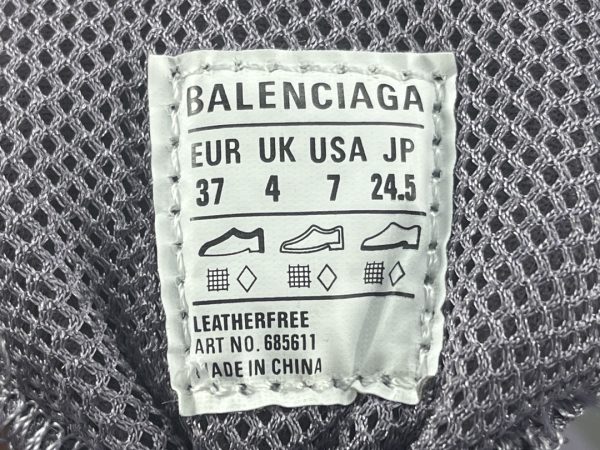 BALENCIAGA
EUR UK USA JP
37 4 7 24.5
LEATHERFREE
ART NO. 685611
MADE IN CHINA